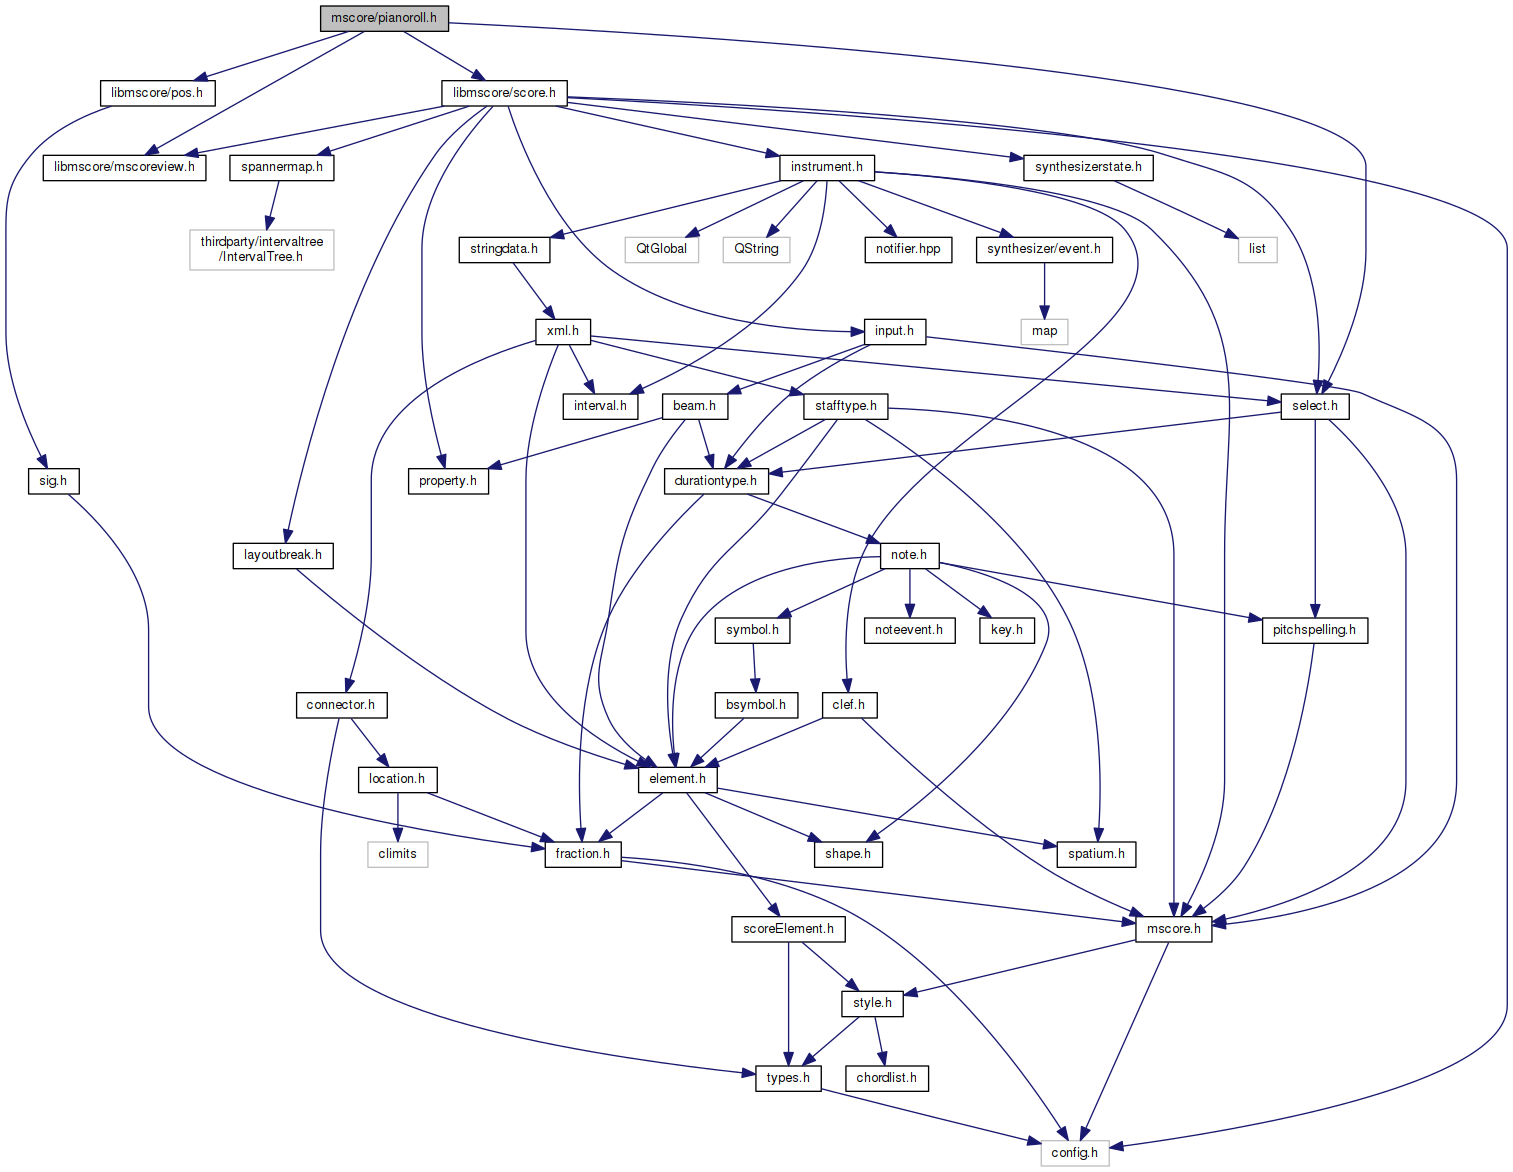 mscore/pianoroll.h
libmscore/pos.h
libmscore/score.h
libmscore/mscoreview.h
spannermap.h
instrument.h
synthesizerstate.h
thirdparty/intervaltree
/IntervalTree.h
stringdata.h
QtGlobal
QString
notifier.hpp
synthesizer/event.h
list
xml.h
input.h
map
interval.h
beam.h
stafftype.h
select.h
sig.h
property.h
durationtype.h
layoutbreak.h
note.h
symbol.h
noteevent.h
key.h
pitchspelling.h
connector.h
bsymbol.h
clef.h
location.h
element.h
climits
fraction.h
shape.h
spatium.h
scoreElement.h
mscore.h
style.h
types.h
chordlist.h
config.h